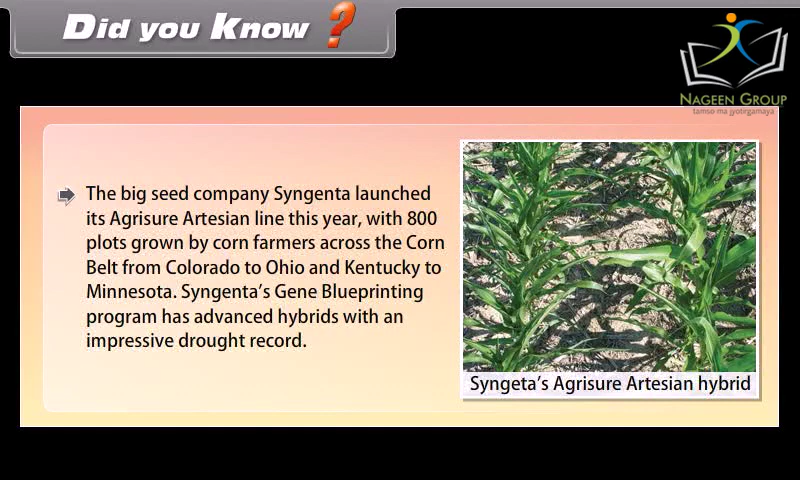 Did you Know ?
NAGEEN GROUP
tamso ma jyotirgamaya
The big seed company Syngenta launched
its Agrisure Artesian line this year, with 800
plots grown by corn farmers across the Corn
Belt from Colorado to Ohio and Kentucky to
Minnesota. Syngenta's Gene Blueprinting
program has advanced hybrids with an
impressive drought record.
Syngeta's Agrisure Artesian hybrid